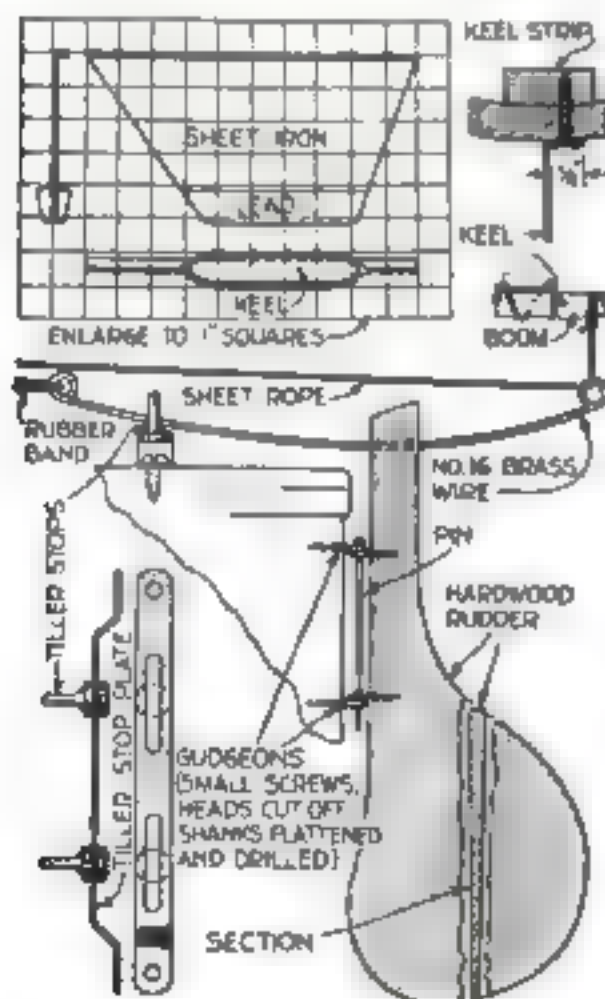 KEEL STRIP
SHEET IRON
LEAD
KEEL
KEEL
BOOM
ENLARGE TO 1" SQUARES
SHEET ROPE
RUBBER
BAND
NO. 16 BRASS
WIRE
PIN
TILLER STOPS
HARDWOOD
RUDDER
TILLER STOP PLATE
GUDGEONS
(SMALL SCREWS,
HEADS CUT OFF
SHANKS FLATTENED
AND DRILLED)
SECTION